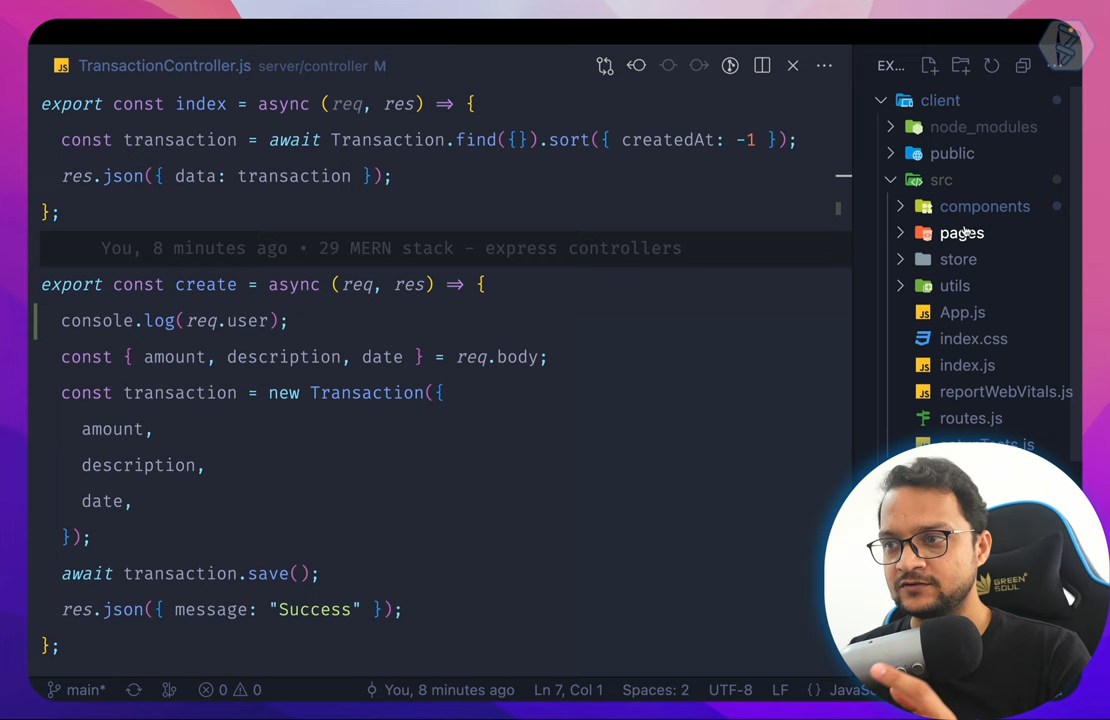 TransactionController.js server/controller M
export const index = async (req, res) => {
const transaction = await Transaction.find({}).sort({ createdAt: -1 });
res.json({ data: transaction });
};
You, 8 minutes ago • 29 MERN stack - express controllers
export const create = async (req, res) => {
console.log(req.user);
const { amount, description, date } = req.body;
const transaction = new Transaction({
amount,
description,
date,
});
await transaction.save();
res.json({ message: "Success" });
};
EX...
client
node_modules
public
src
components
pages
store
utils
App.js
index.css
index.js
reportWebVitals.js
routes.js
GREEN
SOUL
main* 0 0 You, 8 minutes ago Ln 7, Col 1 Spaces: 2 UTF-8 LF {}